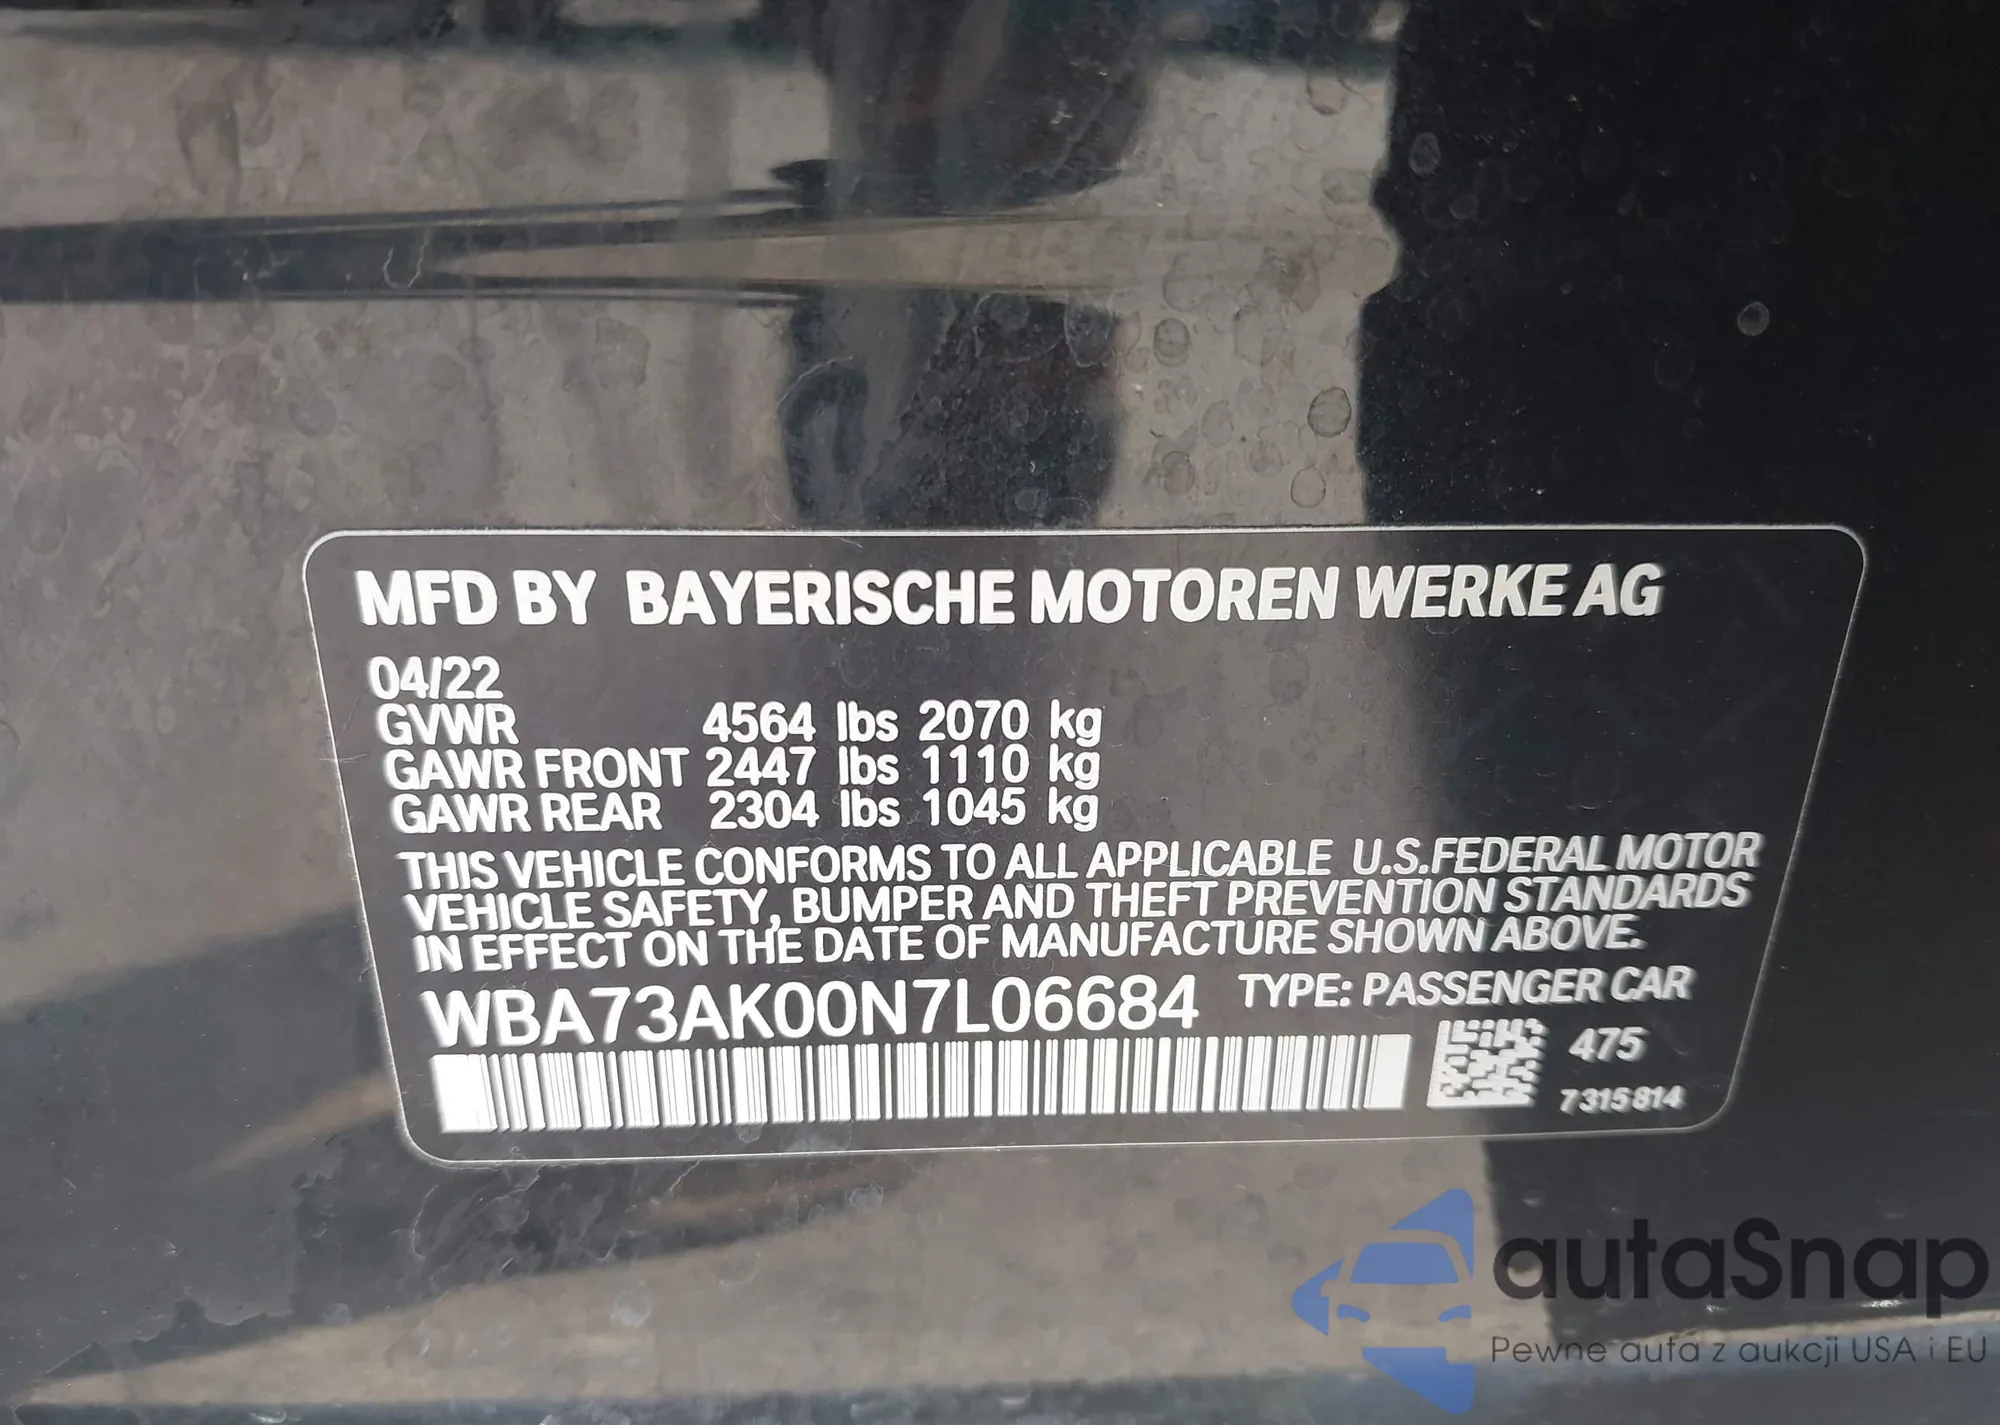 MFD BY BAYERISCHE MOTOREN WERKE AG
04/22
GVWR 4564 lbs 2070 kg
GAWR FRONT 2447 lbs 1110 kg
GAWR REAR 2304 lbs 1045 kg
THIS VEHICLE CONFORMS TO ALL APPLICABLE U.S.FEDERAL MOTOR
VEHICLE SAFETY, BUMPER AND THEFT PREVENTION STANDARDS
IN EFFECT ON THE DATE OF MANUFACTURE SHOWN ABOVE.
WBA73AK00N7L06684 TYPE: PASSENGER CAR
475
7315814
autaSnap
Pewne auta z aukcji USA i EU